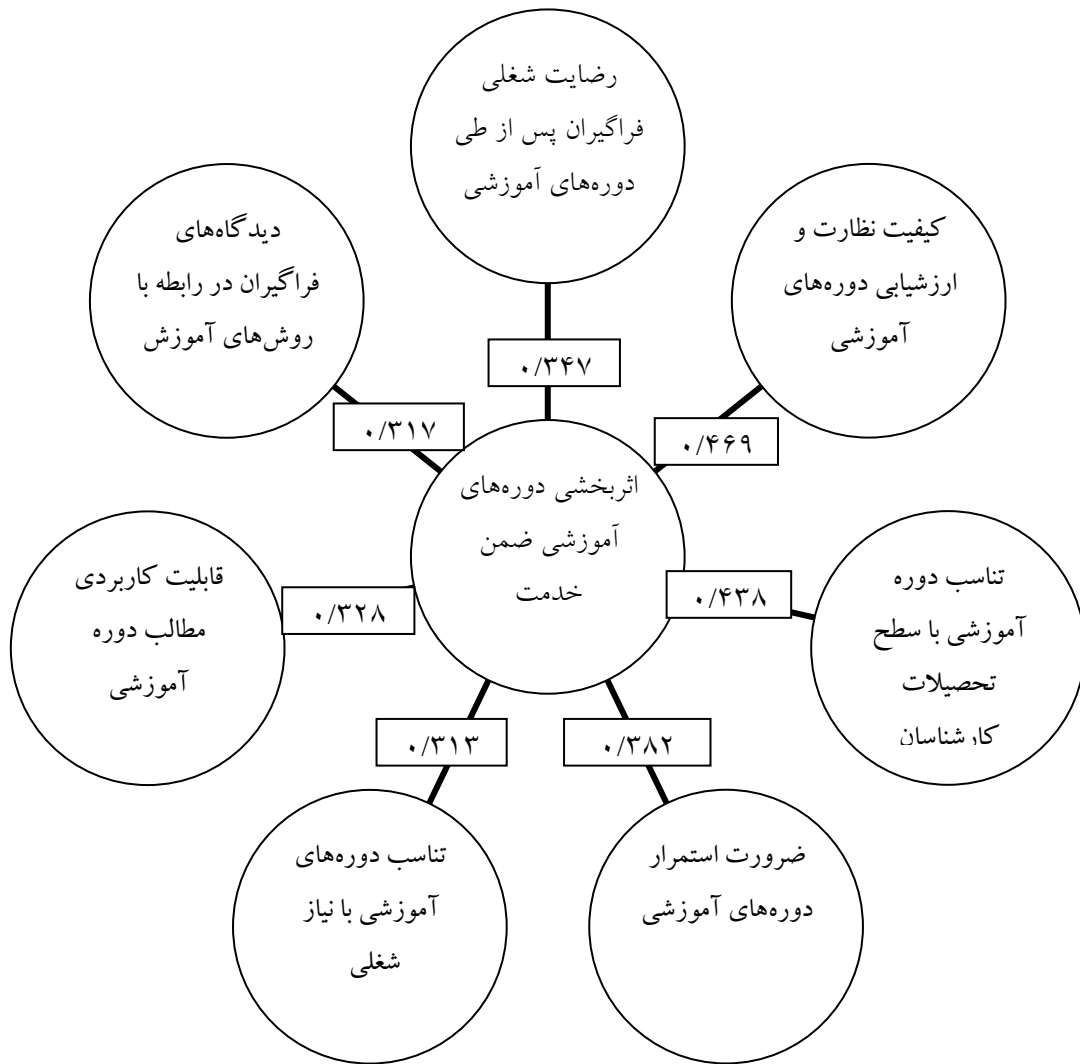 رضایت شغلی
فراگیران پس از طی
دوره‌های آموزشی
کیفیت نظارت و
ارزشیابی دوره‌های
آموزشی
دیدگاه‌های
فراگیران در رابطه با
روش‌های آموزش
۰/۳۴۷
۰/۴۶۹
۰/۳۱۷
اثربخشی دوره‌های
آموزشی ضمن
خدمت
تناسب دوره
آموزشی با سطح
تحصیلات
کارشناسان
۰/۴۳۸
قابلیت کاربردی
مطالب دوره
آموزشی
۰/۳۲۸
۰/۳۸۲
۰/۳۱۳
ضرورت استمرار
دوره‌های آموزشی
تناسب دوره‌های
آموزشی با نیاز
شغلی